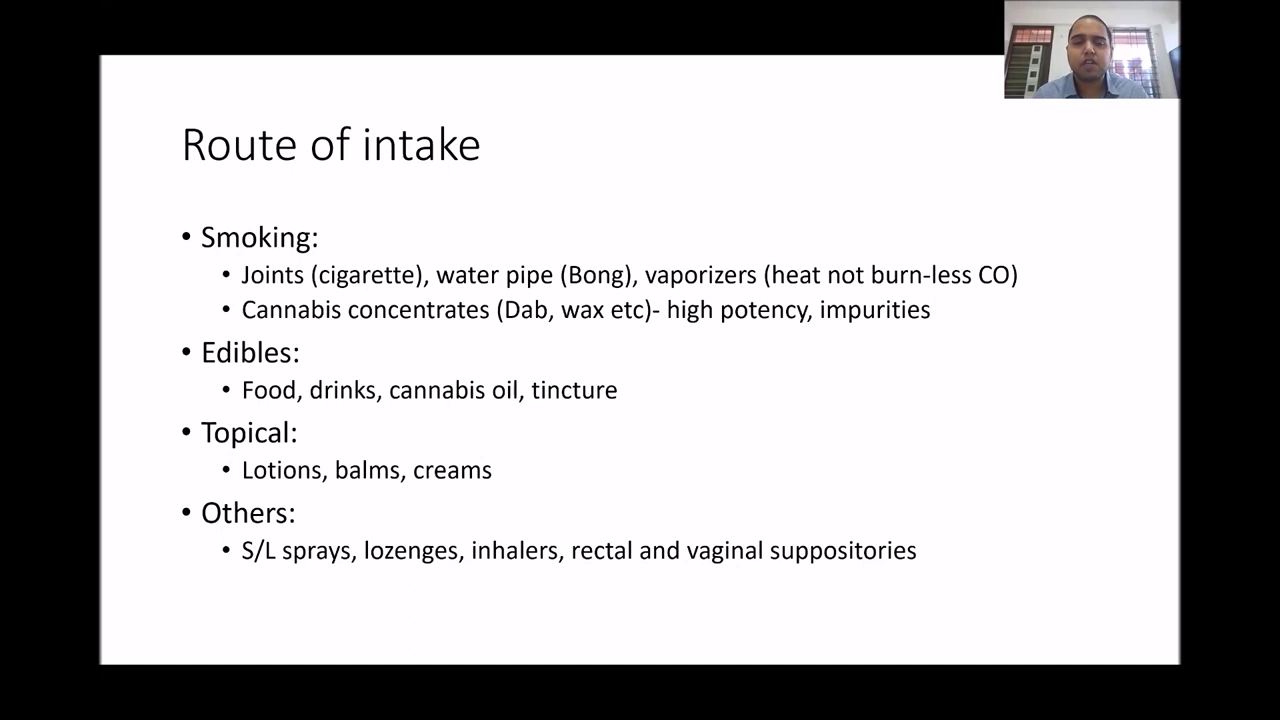 Route of intake
• Smoking:
• Joints (cigarette), water pipe (Bong), vaporizers (heat not burn-less CO)
• Cannabis concentrates (Dab, wax etc)- high potency, impurities
• Edibles:
• Food, drinks, cannabis oil, tincture
• Topical:
• Lotions, balms, creams
• Others:
• S/L sprays, lozenges, inhalers, rectal and vaginal suppositories